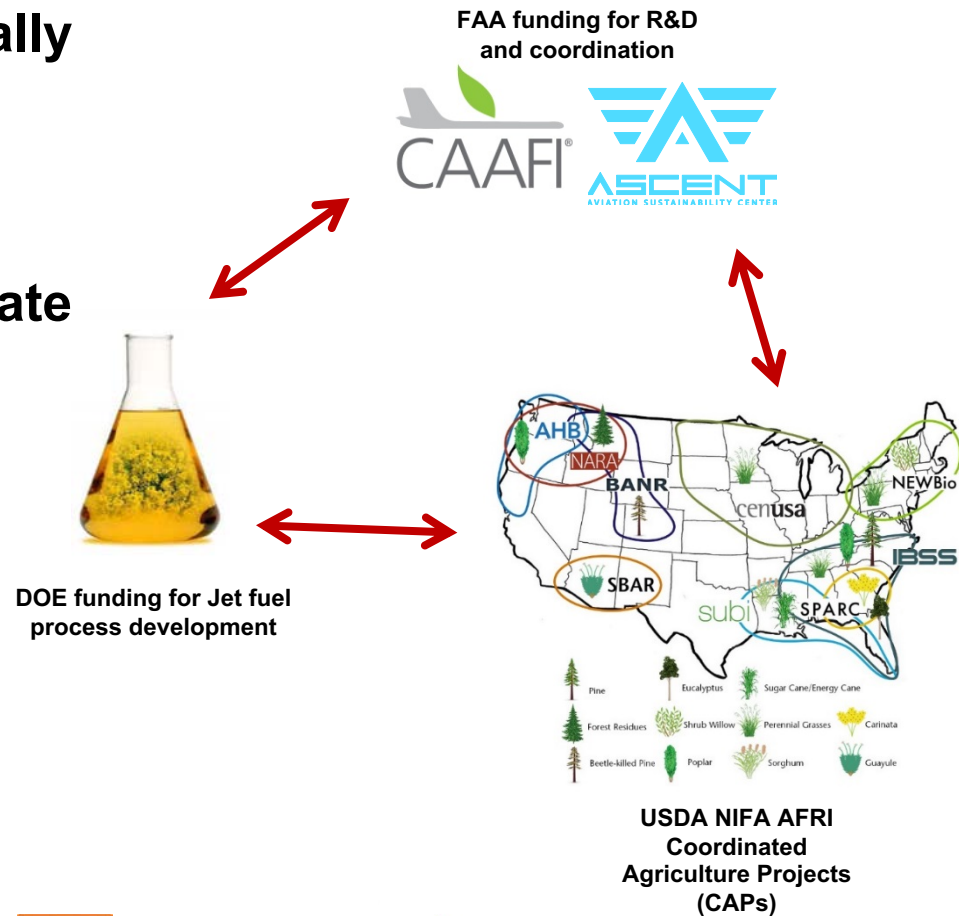 ally
FAA funding for R&D
and coordination
CAAFI®
ASCENT
AVIATION SUSTAINABILITY CENTER
ate
AHB
NARA
BANR
cenusa
NEWBio
IBSS
SBAR
subi
SPARC
DOE funding for Jet fuel
process development
Pine
Eucalyptus
Sugar Cane/Energy Cane
Forest Residues
Shrub Willow
Perennial Grasses
Carinata
Beetle-killed Pine
Poplar
Sorghum
Guayule
USDA NIFA AFRI
Coordinated
Agriculture Projects
(CAPs)